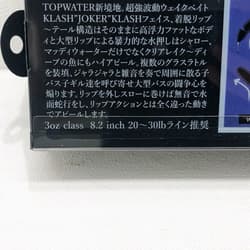 TOPWATER新境地。超強波動ウェイクベイト
KLASH"JOKER"KLASHフェイス、着脱リップ
〜テール構造はそのままに高浮力ファットなボディ
と大型リップによる暴力的な水押しはシャロー、
マッディウォーターだけでなくクリアレイク〜ディ
ープの魚にもハイアピール。複数のグラスラトル
を装填、ジャラジャラと雑音を奏で周囲に散る子
バス子ギル達を呼び寄せ大型バスの闘争心を
煽ります。リップを外しスローに巻けば無音で水
面蛇行をし、リップアクションとは全く違った動き
でアピールします。
3oz class 8.2 inch 20〜30lbライン推奨